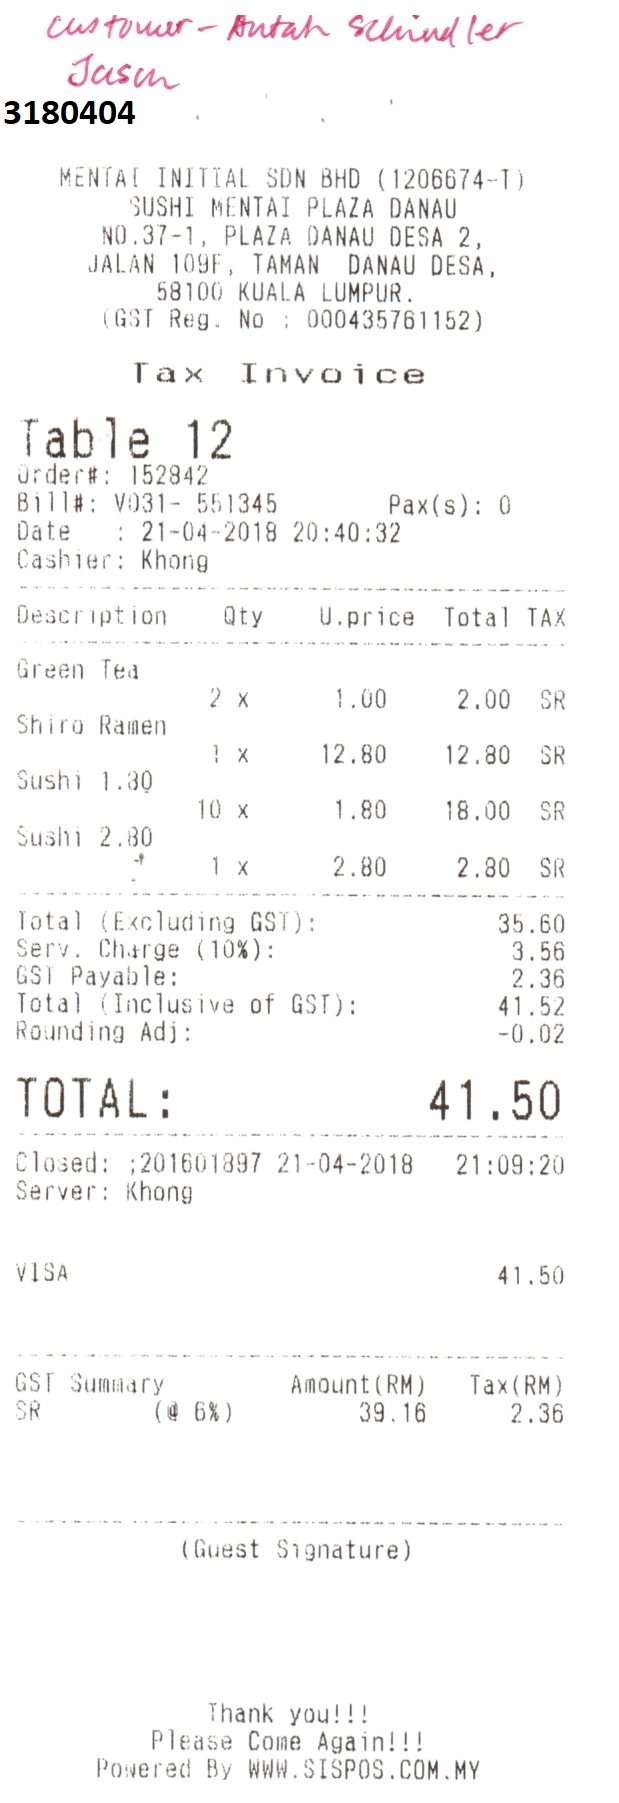 customer - Antah Schindler
Jason
3180404
MENTAI INITIAL SDN BHD (1206674-T)
SUSHI MENTAI PLAZA DANAU
NO.37-1, PLAZA DANAU DESA 2,
JALAN 109F, TAMAN DANAU DESA,
58100 KUALA LUMPUR.
(GST Reg. No : 000435761152)
Tax Invoice
Table 12
Order#: 152842
Bill#: V031- 551345 Pax(s): 0
Date : 21-04-2018 20:40:32
Cashier: Khong
Description Qty U.price Total TAX
Green Tea
2 x 1.00 2.00 SR
Shiro Ramen
1 x 12.80 12.80 SR
Sushi 1.80
10 x 1.80 18.00 SR
Sushi 2.80
1 x 2.80 2.80 SR
Total (Excluding GST): 35.60
Serv. Charge (10%): 3.56
GST Payable: 2.36
Total (Inclusive of GST): 41.52
Rounding Adj: -0.02
TOTAL: 41.50
Closed: ;201601897 21-04-2018 21:09:20
Server: Khong
VISA 41.50
GST Summary Amount(RM) Tax(RM)
SR (@ 6%) 39.16 2.36
(Guest Signature)
Thank you!!!
Please Come Again!!!
Powered By WWW.SISPOS.COM.MY